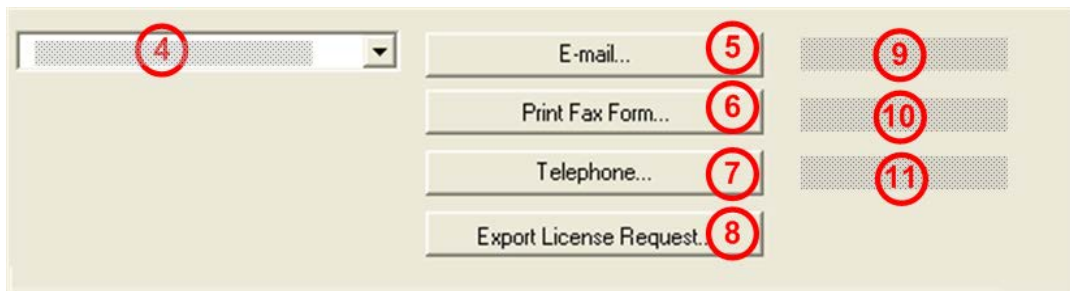 4
E-mail... 5
9
Print Fax Form... 6
10
Telephone... 7
11
Export License Request... 8